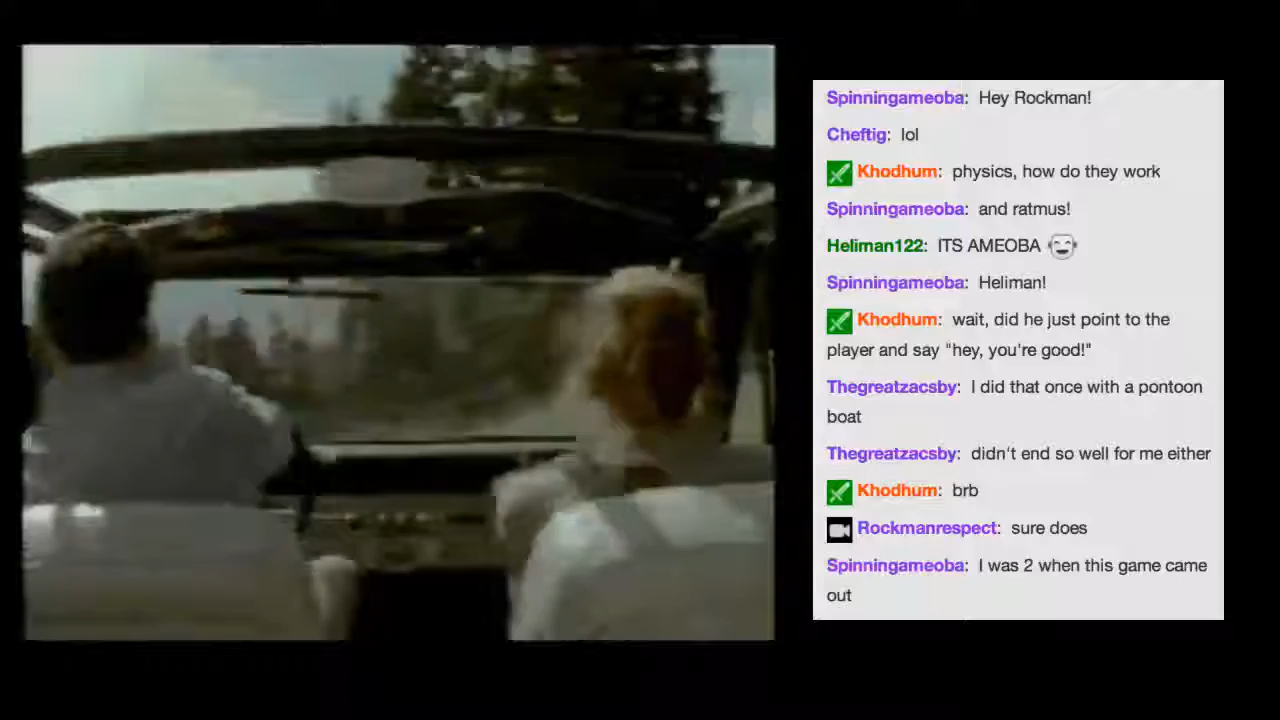 Spinningameoba: Hey Rockman!
Cheftig: lol
Khodhum: physics, how do they work
Spinningameoba: and ratmus!
Heliman122: ITS AMEOBA
Spinningameoba: Heliman!
Khodhum: wait, did he just point to the
player and say "hey, you're good!"
Thegreatzacsby: I did that once with a pontoon
boat
Thegreatzacsby: didn't end so well for me either
Khodhum: brb
Rockmanrespect: sure does
Spinningameoba: I was 2 when this game came
out